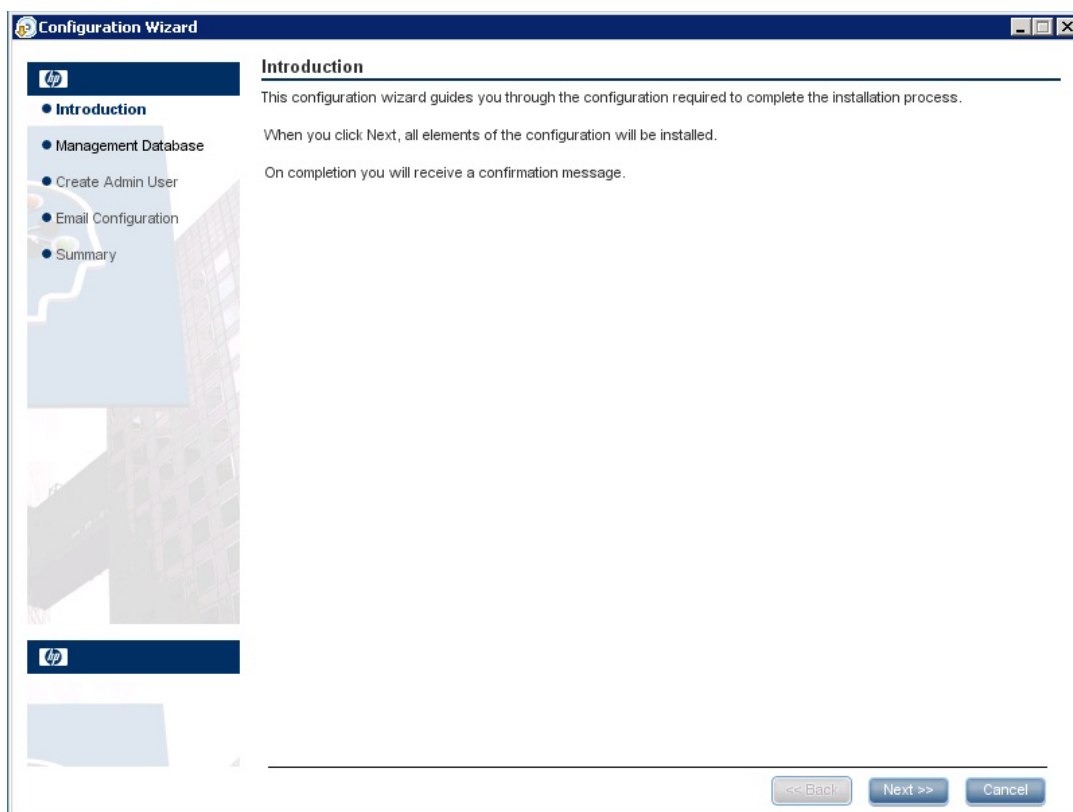 Configuration Wizard
hp
Introduction
Management Database
Create Admin User
Email Configuration
Summary
hp
Introduction
This configuration wizard guides you through the configuration required to complete the installation process.
When you click Next, all elements of the configuration will be installed.
On completion you will receive a confirmation message.
<< Back
Next >>
Cancel